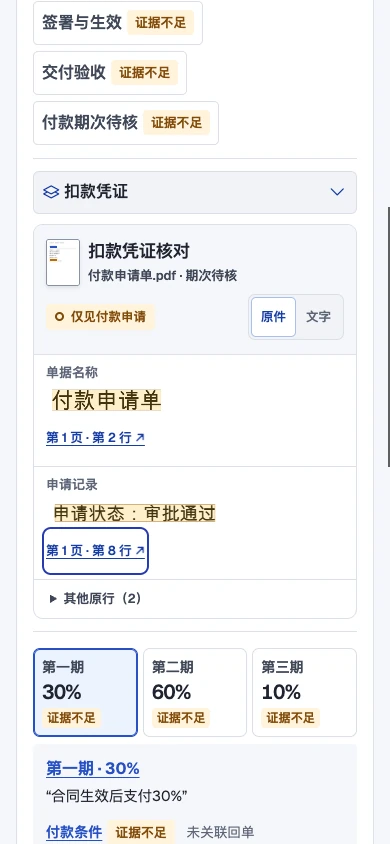 签署与生效 证据不足
交付验收 证据不足
付款期次待核 证据不足
扣款凭证
扣款凭证核对
付款申请单.pdf · 期次待核
仅见付款申请
原件 文字
单据名称
付款申请单
第 1 页 · 第 2 行 ↗
申请记录
申请状态：审批通过
第 1 页 · 第 8 行 ↗
▶ 其他原行（2）
第一期 第二期 第三期
30% 60% 10%
证据不足 证据不足 证据不足
第一期 · 30%
“合同生效后支付30%”
付款条件 证据不足 未关联回单